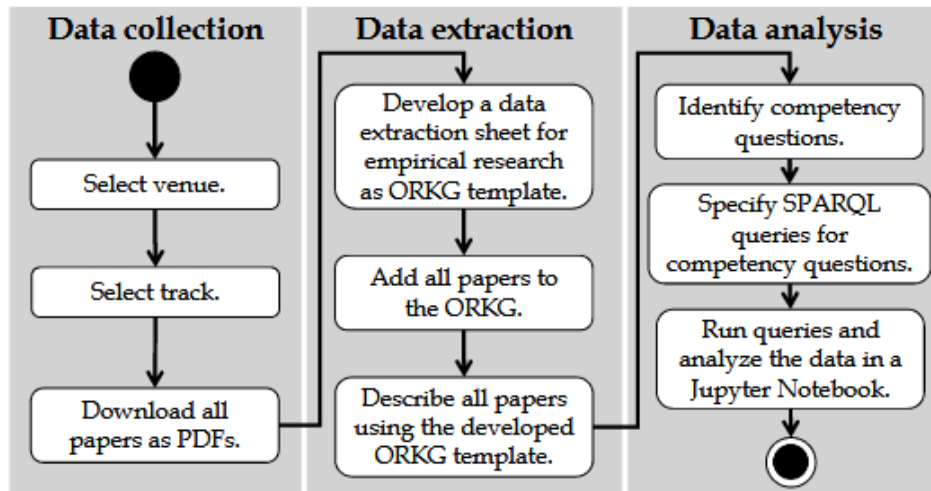 Data collection
Select venue.
Select track.
Download all
papers as PDFs.
Data extraction
Develop a data
extraction sheet for
empirical research
as ORKG template.
Add all papers to
the ORKG.
Describe all papers
using the developed
ORKG template.
Data analysis
Identify competency
questions.
Specify SPARQL
queries for
competency questions.
Run queries and
analyze the data in a
Jupyter Notebook.